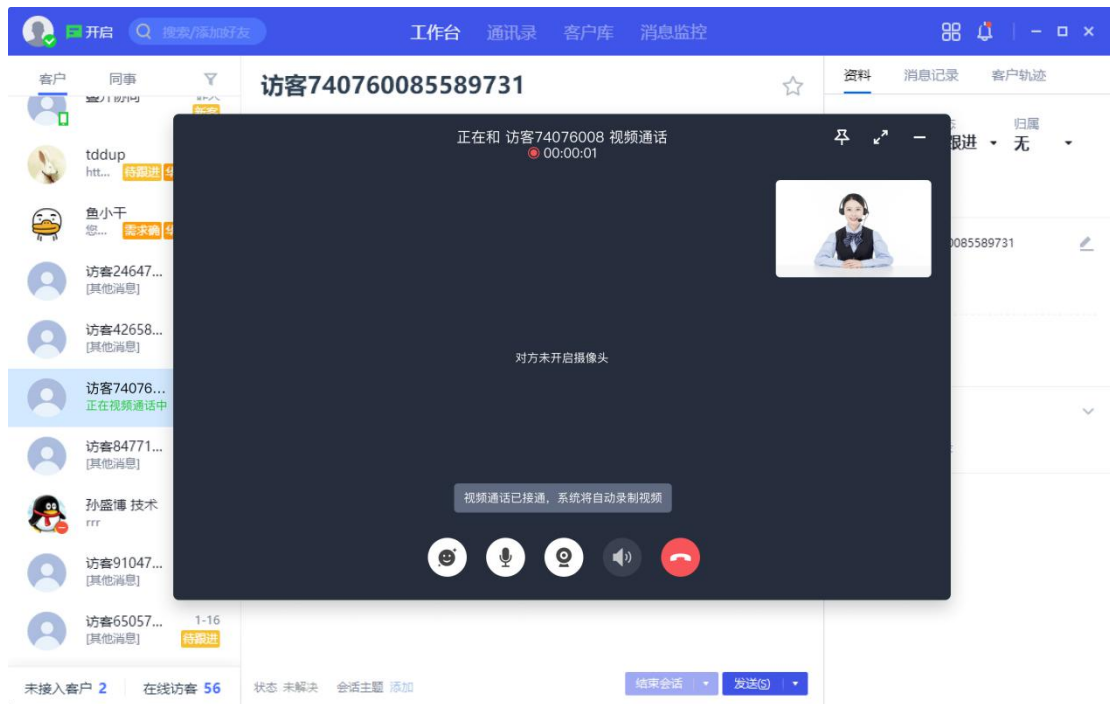 开启
搜索/添加好友
工作台 通讯录 客户库 消息监控
客户 同事
访客740760085589731
资料 消息记录 客户轨迹
新客
正在和 访客74076008 视频通话
00:00:01
归属
跟进 无
tddup
htt... 待跟进
鱼小干
您... 需求确
0085589731
访客24647...
[其他消息]
访客42658...
[其他消息]
对方未开启摄像头
访客74076...
正在视频通话中
访客84771...
[其他消息]
视频通话已接通，系统将自动录制视频
孙盛博 技术
rrr
访客91047...
[其他消息]
访客65057... 1-16
[其他消息] 待跟进
未接入客户 2 在线访客 56
状态 未解决 会话主题 添加
结束会话 发送(S)